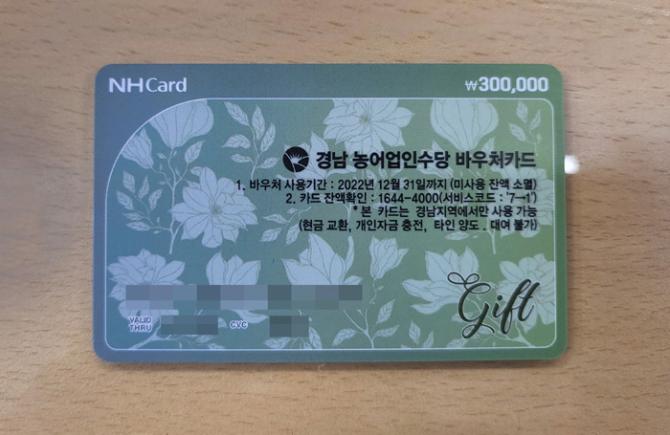 NH Card
₩300,000
경남 농어업인수당 바우처카드
1. 바우처 사용기간 : 2022년 12월 31일까지 (미사용 잔액 소멸)
2. 카드 잔액확인 : 1644-4000(서비스코드 : '7→1')
* 본 카드는 경남지역에서만 사용 가능
(현금 교환, 개인자금 충전, 타인 양도 . 대여 불가)
VALID
THRU
CVC
Gift